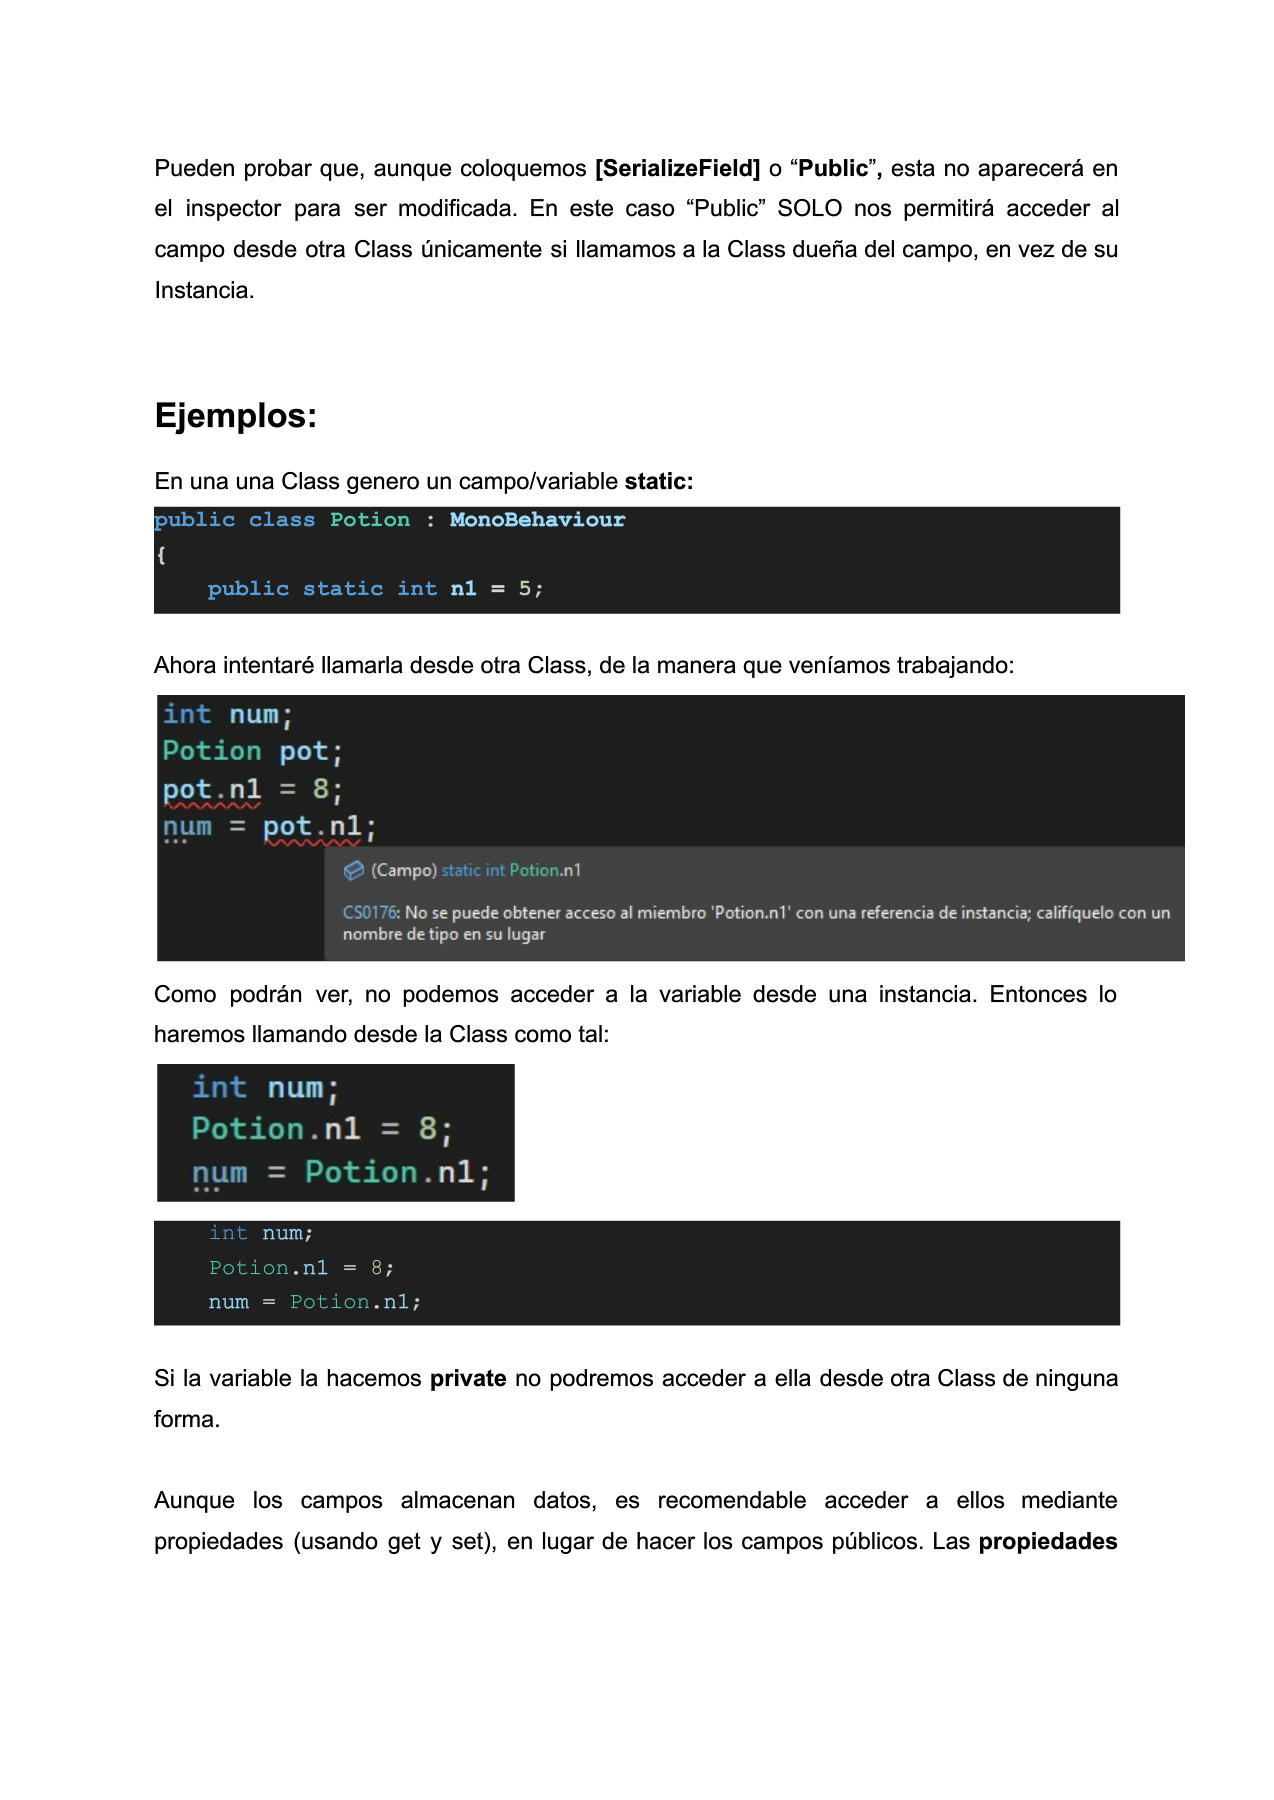 Pueden probar que, aunque coloquemos [SerializeField] o “Public”, esta no aparecerá en
el inspector para ser modificada. En este caso “Public” SOLO nos permitirá acceder al
campo desde otra Class únicamente si llamamos a la Class dueña del campo, en vez de su
Instancia.
Ejemplos:
En una una Class genero un campo/variable static:
public class Potion : MonoBehaviour
{
public static int n1 = 5;
Ahora intentaré llamarla desde otra Class, de la manera que veníamos trabajando:
int num;
Potion pot;
pot.n1 = 8;
num = pot.n1;
(Campo) static int Potion.n1
CS0176: No se puede obtener acceso al miembro 'Potion.n1' con una referencia de instancia; califíquelo con un
nombre de tipo en su lugar
Como podrán ver, no podemos acceder a la variable desde una instancia. Entonces lo
haremos llamando desde la Class como tal:
int num;
Potion.n1 = 8;
num = Potion.n1;
int num;
Potion.n1 = 8;
num = Potion.n1;
Si la variable la hacemos private no podremos acceder a ella desde otra Class de ninguna
forma.
Aunque los campos almacenan datos, es recomendable acceder a ellos mediante
propiedades (usando get y set), en lugar de hacer los campos públicos. Las propiedades